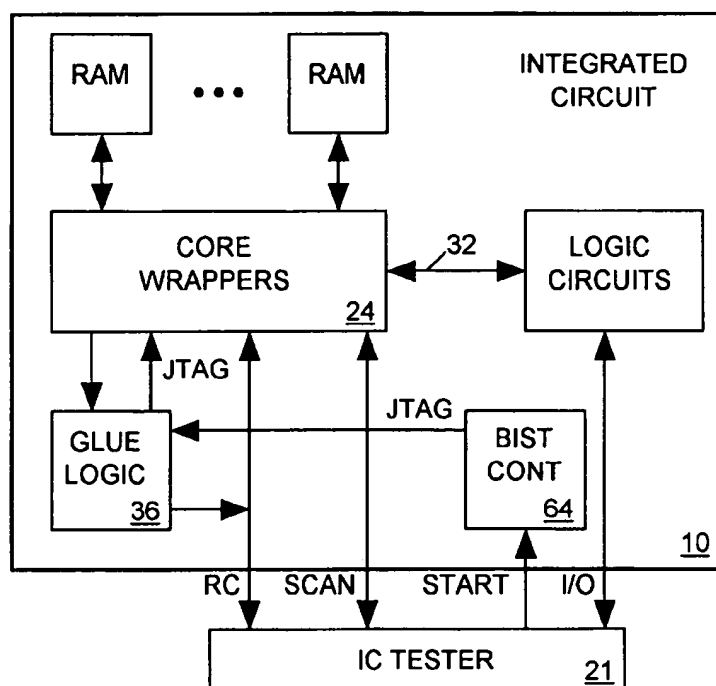 RAM
RAM
INTEGRATED
CIRCUIT
CORE
WRAPPERS
24
32
LOGIC
CIRCUITS
JTAG
JTAG
GLUE
LOGIC
36
BIST
CONT
64
10
RC
SCAN
START
I/O
IC TESTER
21